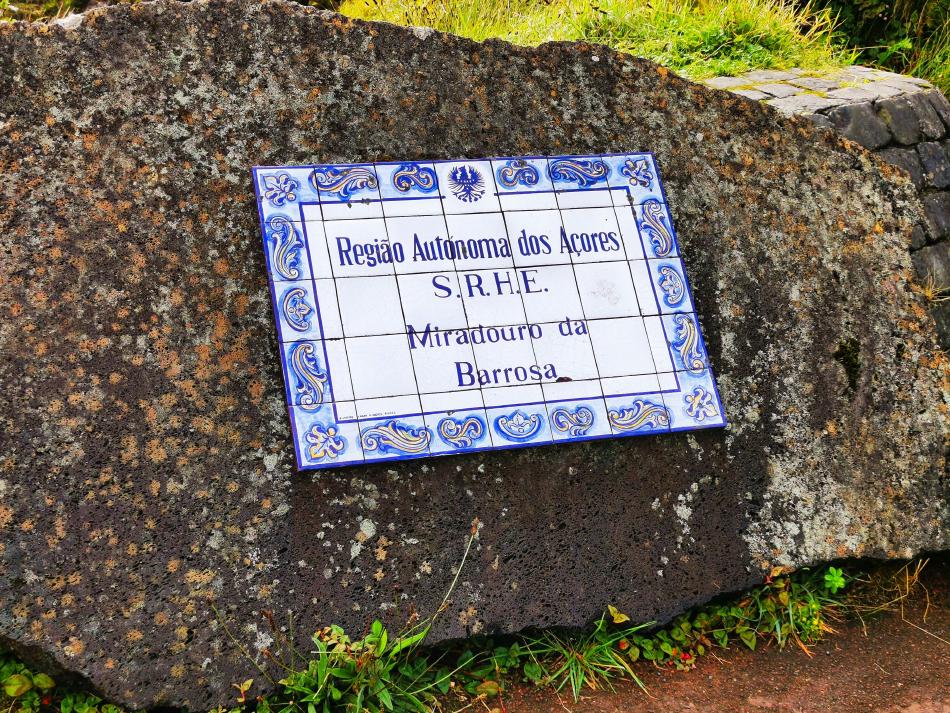 Região Autónoma dos Açores
S.R.H.E.
Miradouro da
Barrosa